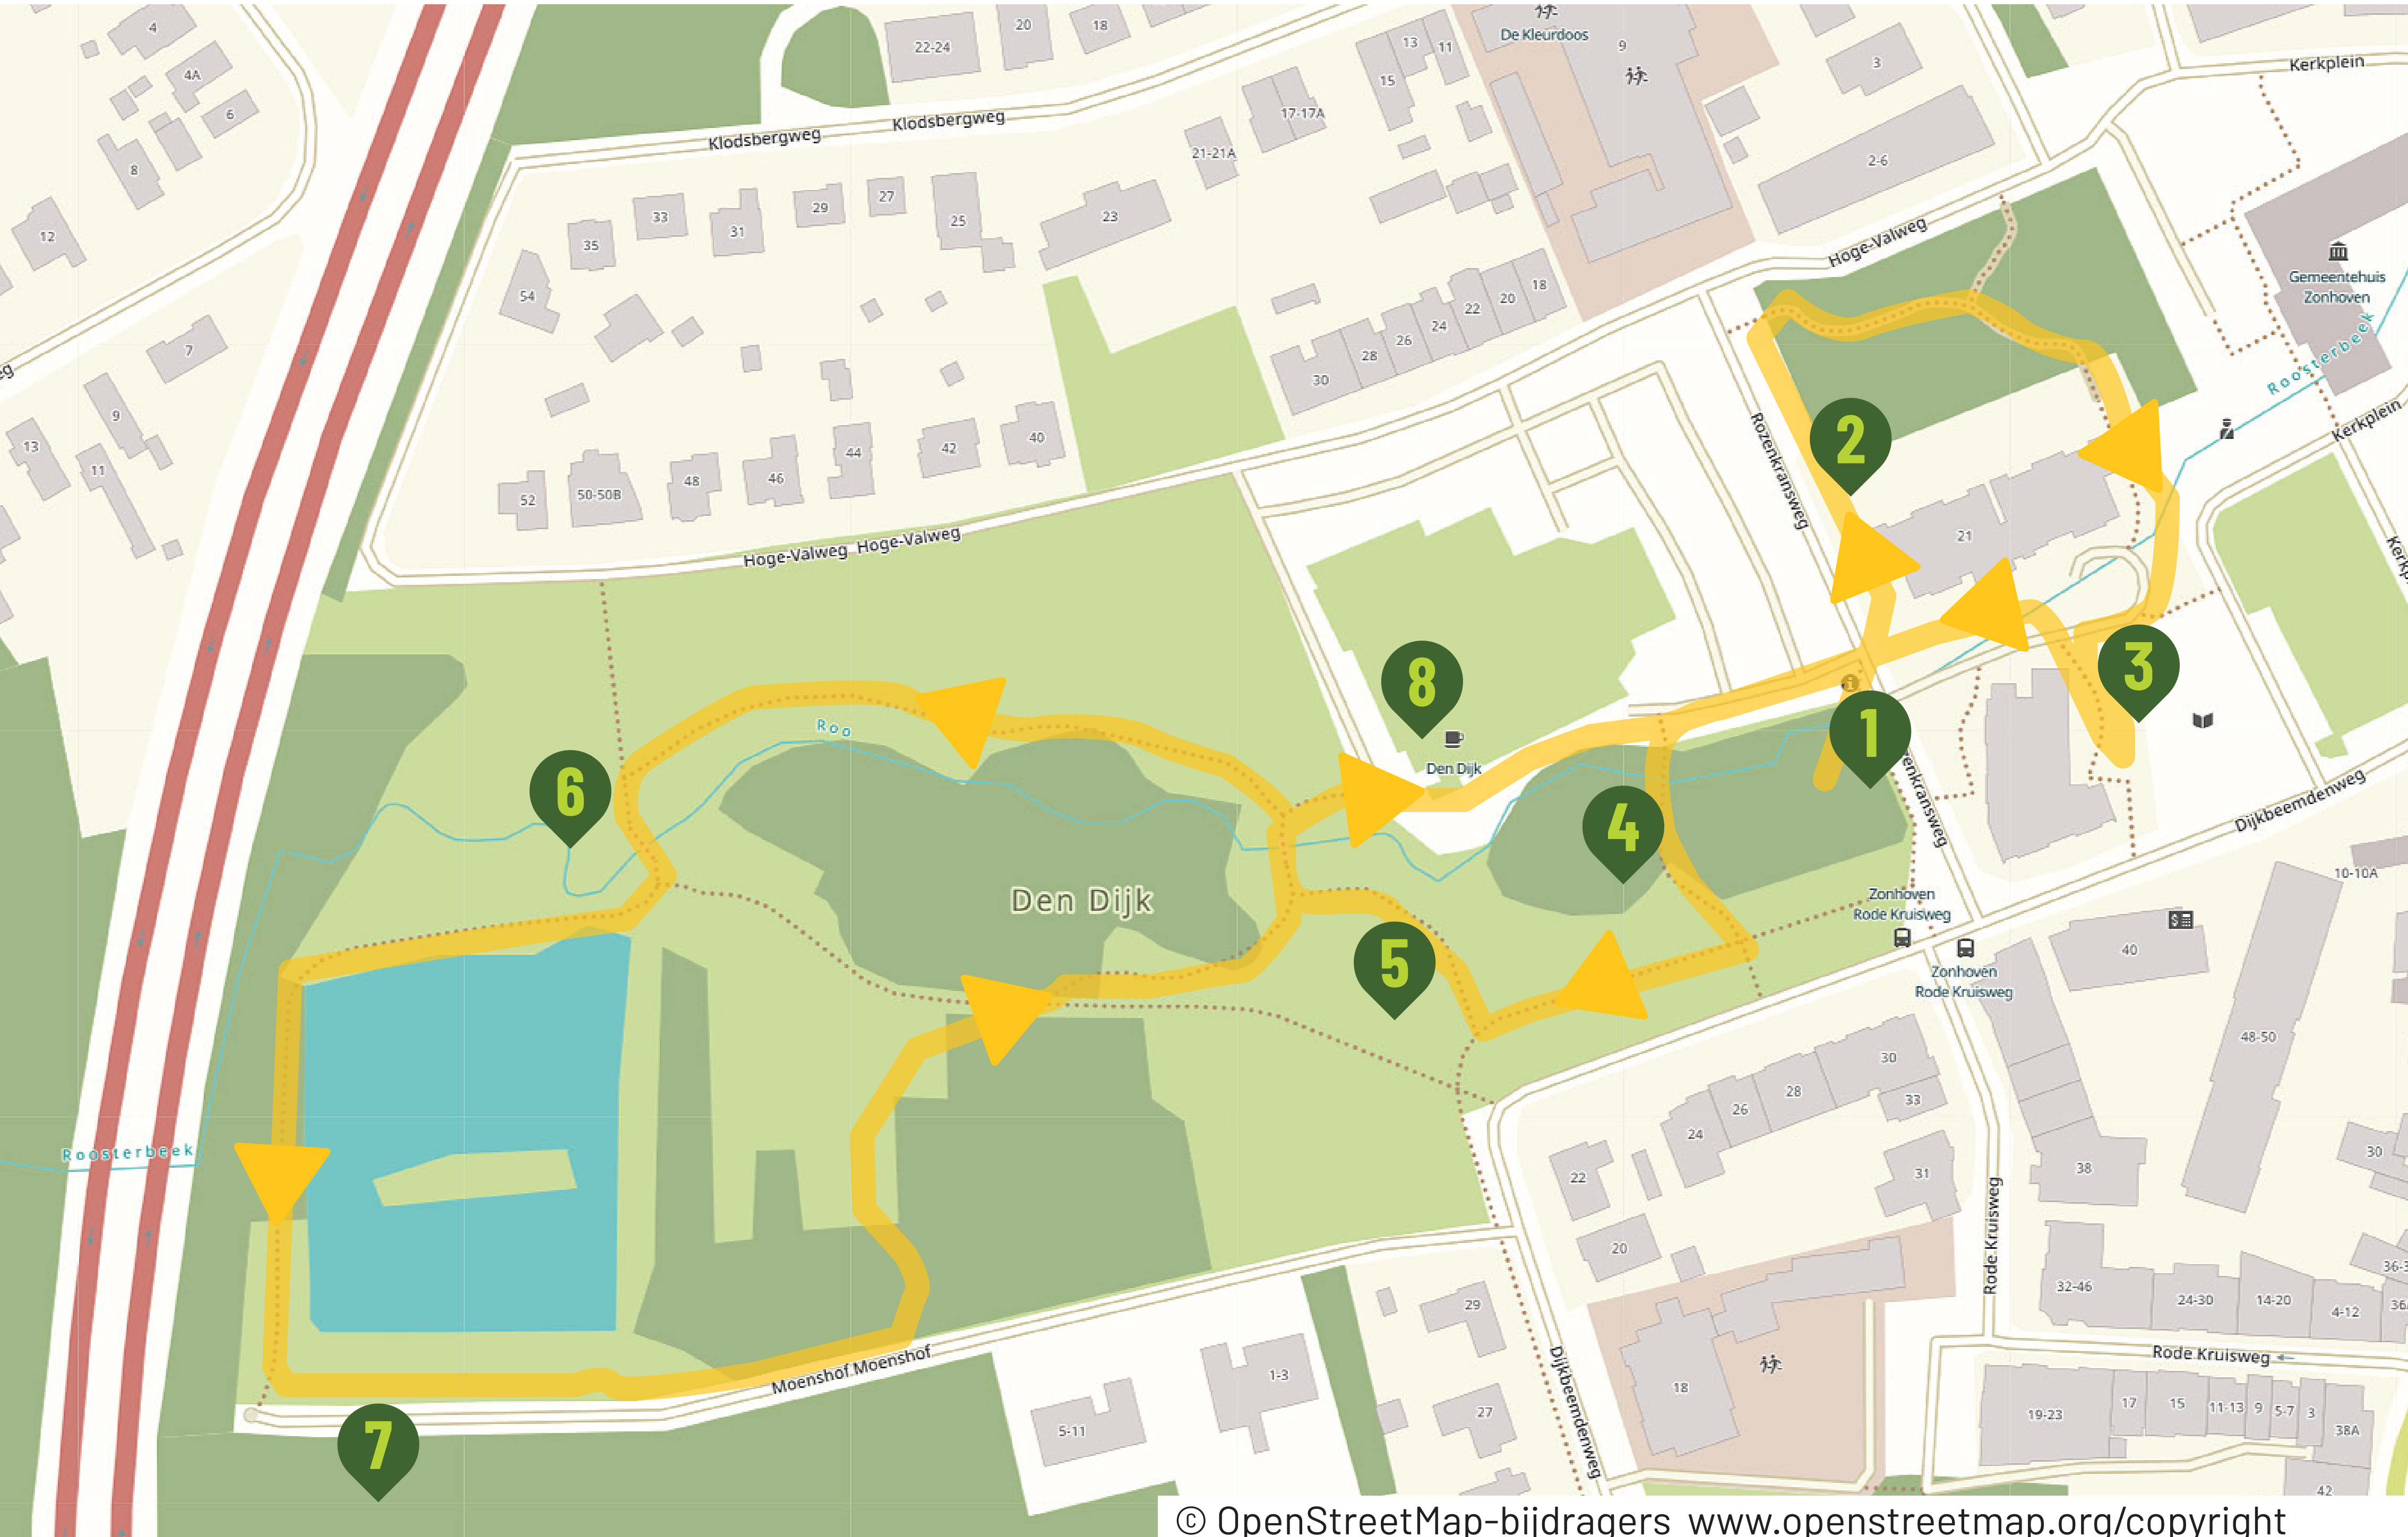 4
4A
6
8
12
7
9
13
11
22-24
20
18
Klodsbergweg
Klodsbergweg
13
11
15
17-17A
21-21A
De Kleurdoos
9
3
2-6
Kerkplein
Hoge-Valweg
Gemeentehuis
Zonhoven
Roosterbeek
Kerkplein
35
33
31
29
27
25
23
54
18
20
22
24
26
28
30
52
50-50B
48
46
44
42
40
Hoge-Valweg
Hoge-Valweg
Rozenkransweg
2
21
3
8
1
Den Dijk
Roo
6
4
Den Dijk
5
Zonhoven
Rode Kruisweg
Zonhoven
Rode Kruisweg
Dijkbeemdenweg
10-10A
40
48-50
30
28
26
24
33
31
22
20
38
30
Roosterbeek
Rode Kruisweg
32-46
24-30
14-20
4-12
Rode Kruisweg
29
27
1-3
5-11
Moenshof
Moenshof
Dijkbeemdenweg
18
19-23
17
15
11-13
9
5-7
3
38A
42
7
© OpenStreetMap-bijdragers www.openstreetmap.org/copyright